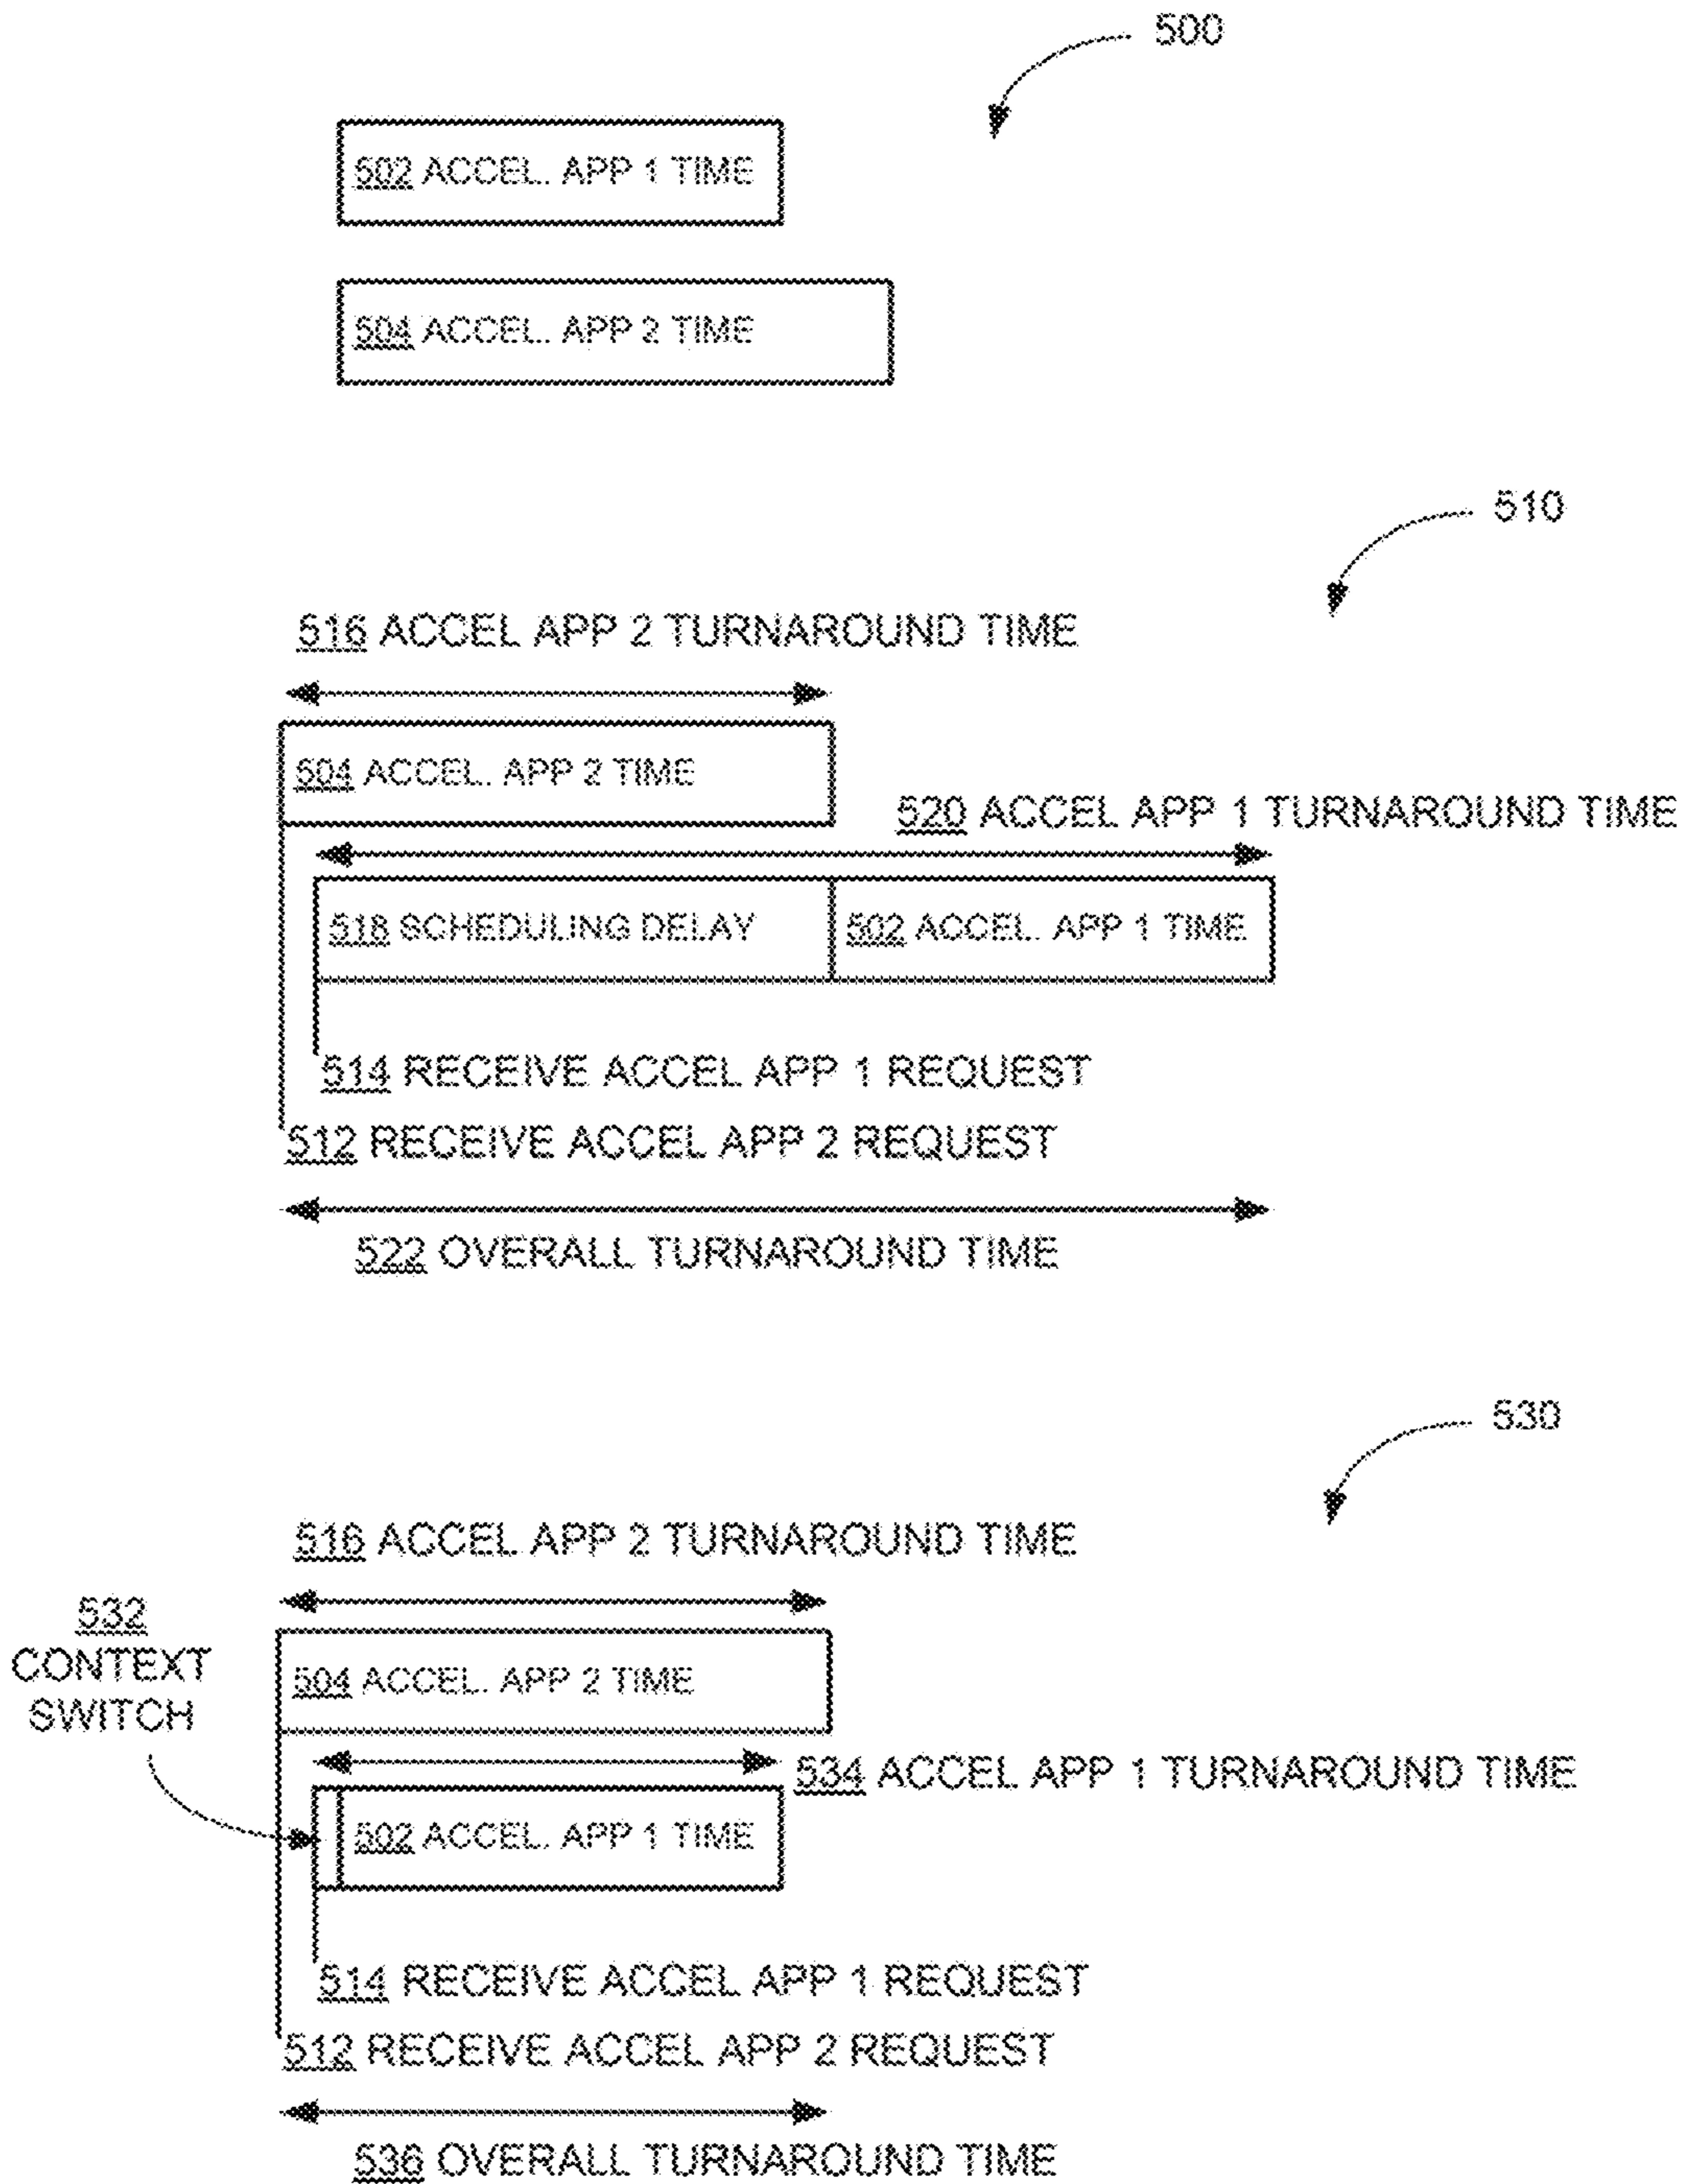 500
502 ACCEL. APP 1 TIME
504 ACCEL. APP 2 TIME
510
516 ACCEL APP 2 TURNAROUND TIME
504 ACCEL. APP 2 TIME
520 ACCEL APP 1 TURNAROUND TIME
518 SCHEDULING DELAY
502 ACCEL. APP 1 TIME
514 RECEIVE ACCEL APP 1 REQUEST
512 RECEIVE ACCEL APP 2 REQUEST
522 OVERALL TURNAROUND TIME
530
516 ACCEL APP 2 TURNAROUND TIME
532
CONTEXT
SWITCH
504 ACCEL. APP 2 TIME
534 ACCEL APP 1 TURNAROUND TIME
502 ACCEL. APP 1 TIME
514 RECEIVE ACCEL APP 1 REQUEST
512 RECEIVE ACCEL APP 2 REQUEST
536 OVERALL TURNAROUND TIME